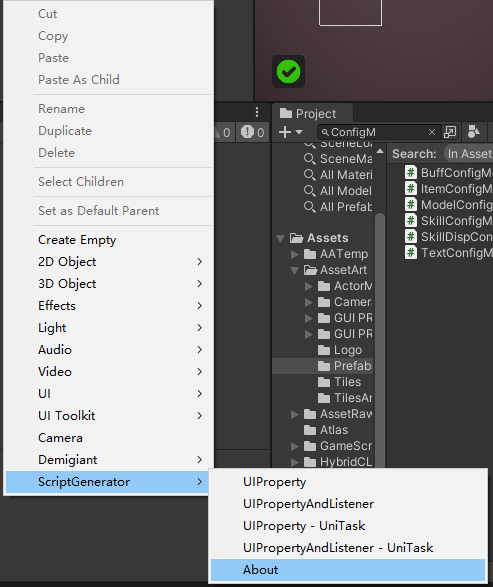 Cut
Copy
Paste
Paste As Child
Rename
Duplicate
Delete
Select Children
Set as Default Parent
Create Empty
2D Object
3D Object
Effects
Light
Audio
Video
UI
UI Toolkit
Camera
Demigiant
ScriptGenerator
UIProperty
UIPropertyAndListener
UIProperty - UniTask
UIPropertyAndListener - UniTask
About
0
0
Project
ConfigM
SceneLoa
SceneMa
All Materi
All Model
All Prefab
Assets
AATemp
AssetArt
ActorM
Camer
GUI PR
GUI PR
Logo
Prefab
Tiles
TilesAr
AssetRaw
Atlas
GameScr
HybridCL
Search:
In Asset
BuffConfigM
ItemConfigM
ModelConfig
SkillConfigM
SkillDispCon
TextConfigM